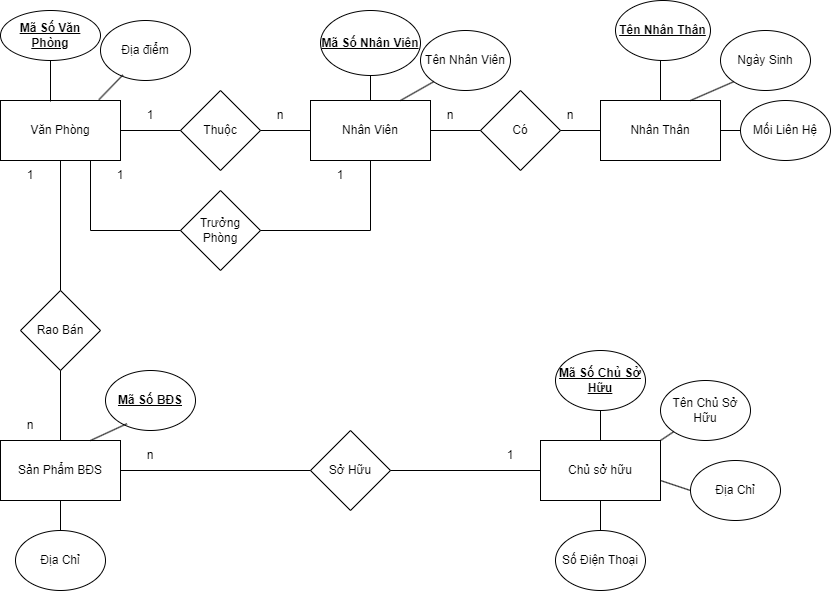 Mã Số Văn
Phòng
Địa điểm
Mã Số Nhân Viên
Tên Nhân Viên
Tên Nhân Thân
Ngày Sinh
Văn Phòng
1
Thuộc
n
Nhân Viên
n
Có
n
Nhân Thân
Mối Liên Hệ
1
1
1
Trưởng
Phòng
Rao Bán
n
Mã Số BĐS
Mã Số Chủ Sở
Hữu
Tên Chủ Sở
Hữu
Sản Phẩm BĐS
n
Sở Hữu
1
Chủ sở hữu
Địa Chỉ
Địa Chỉ
Số Điện Thoại